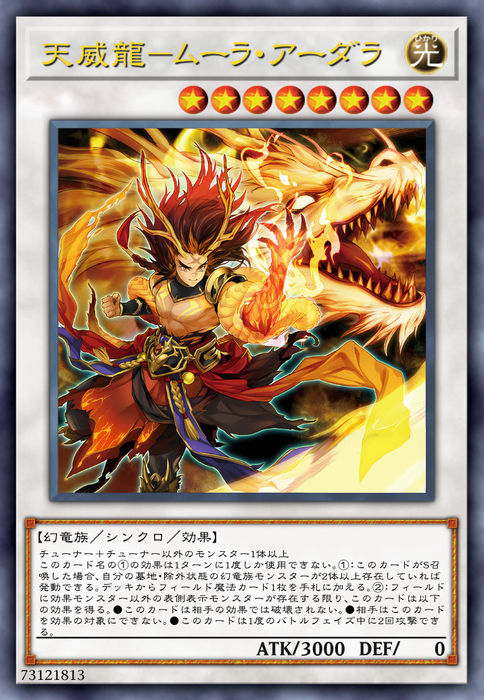 天威龍－ムーラ・アーダラ
ひかり
光
【幻竜族／シンクロ／効果】
チューナー＋チューナー以外のモンスター1体以上
このカード名の①の効果は1ターンに1度しか使用できない。①：このカードがS召
喚した場合、自分の墓地・除外状態の幻竜族モンスターが2体以上存在していれば
発動できる。デッキからフィールド魔法カード1枚を手札に加える。②：フィールド
に効果モンスター以外の表側表示モンスターが存在する限り、このカードは以下
の効果を得る。●このカードは相手の効果では破壊されない。●相手はこのカード
を効果の対象にできない。●このカードは1度のバトルフェイズ中に2回攻撃でき
る。
ATK/3000 DEF/ 0
73121813